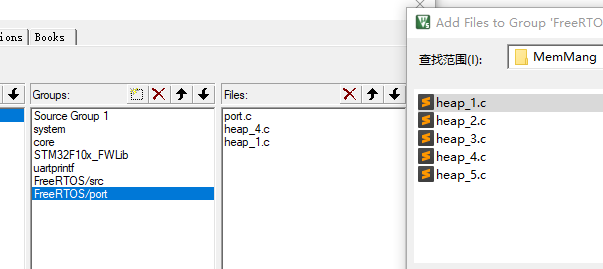 ions
Books
Groups:
Source Group 1
system
core
STM32F10x_FWLib
uartprintf
FreeRTOS/src
FreeRTOS/port
Files:
port.c
heap_4.c
heap_1.c
Add Files to Group 'FreeRTO
查找范围(I):
MemMang
heap_1.c
heap_2.c
heap_3.c
heap_4.c
heap_5.c